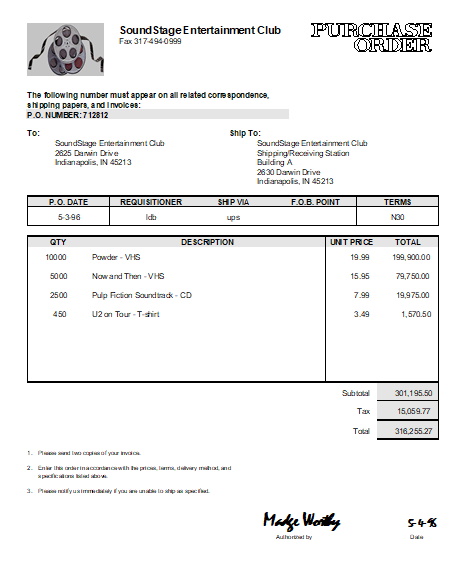 SoundStage Entertainment Club
Fax 317-494-0999
PURCHASE
ORDER
The following number must appear on all related correspondence,
shipping papers, and invoices:
P.O. NUMBER: 712812
To:
SoundStage Entertainment Club
2625 Darwin Drive
Indianapolis, IN 45213
Ship To:
SoundStage Entertainment Club
Shipping/Receiving Station
Building A
2630 Darwin Drive
Indianapolis, IN 45213
P.O. DATE REQUISITIONER SHIP VIA F.O.B. POINT TERMS
5-3-96 ldb ups N30
QTY DESCRIPTION UNIT PRICE TOTAL
10000 Powder - VHS 19.99 199,900.00
5000 Now and Then - VHS 15.95 79,750.00
2500 Pulp Fiction Soundtrack - CD 7.99 19,975.00
450 U2 on Tour - T-shirt 3.49 1,570.50
Subtotal 301,195.50
Tax 15,059.77
Total 316,255.27
1. Please send two copies of your invoice.
2. Enter this order in accordance with the prices, terms, delivery method, and
specifications listed above.
3. Please notify us immediately if you are unable to ship as specified.
Madge Worthy 5-4-96
Authorized by Date